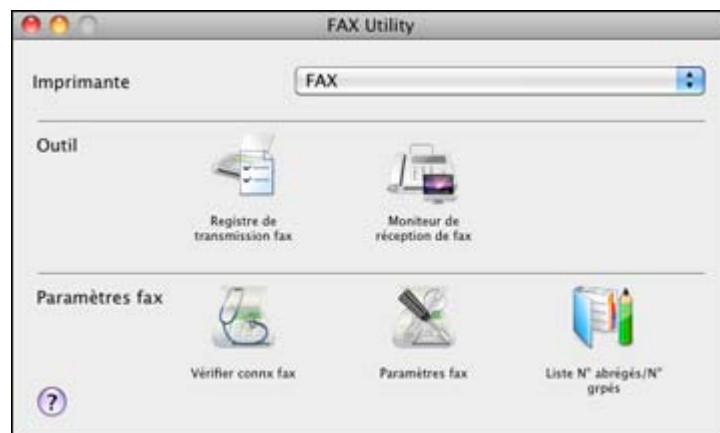 FAX Utility
Imprimante
FAX
Outil
Registre de
transmission fax
Moniteur de
réception de fax
Paramètres fax
Vérifier connx fax
Paramètres fax
Liste N° abrégés/N°
grpés
?